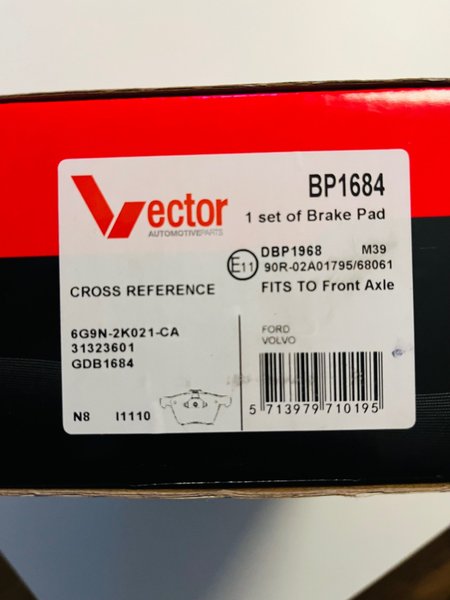 Vector
AUTOMOTIVEPARTS
BP1684
1 set of Brake Pad
E11
DBP1968 M39
90R-02A01795/68061
CROSS REFERENCE
FITS TO Front Axle
6G9N-2K021-CA
31323601
GDB1684
FORD
VOLVO
N8 I1110
5 713979 710195